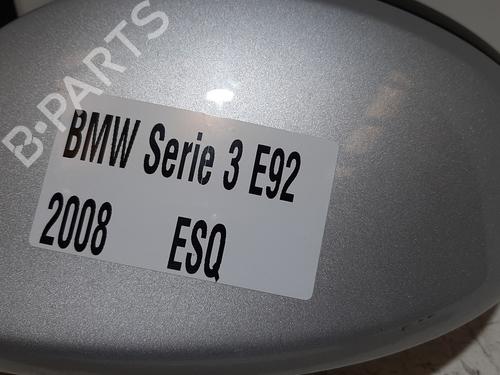 B-PARTS
BMW Serie 3 E92
2008 ESQ